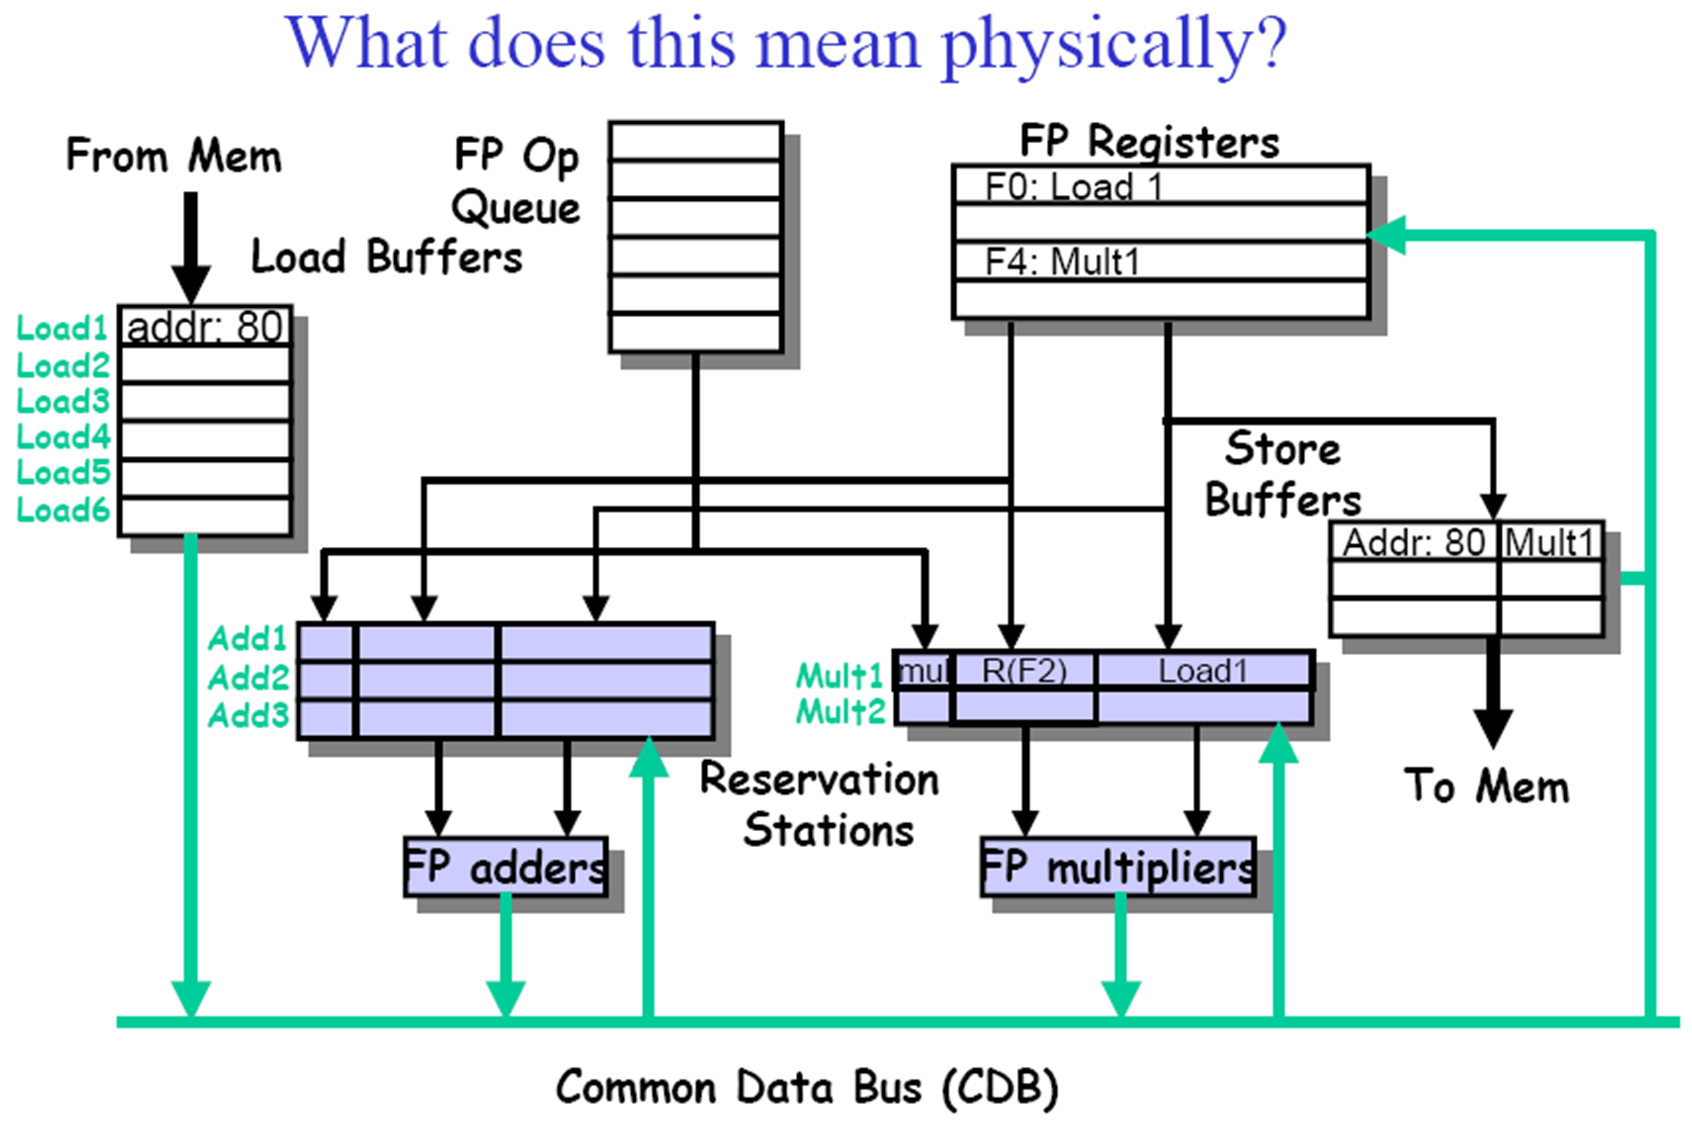 What does this mean physically?
From Mem
FP Op
Queue
FP Registers
F0: Load 1
F4: Mult1
Load Buffers
Load1
addr: 80
Load2
Load3
Load4
Load5
Load6
Store
Buffers
Addr: 80
Mult1
Add1
Add2
Add3
Mult1
mul
R(F2)
Load1
Mult2
Reservation
Stations
To Mem
FP adders
FP multipliers
Common Data Bus (CDB)